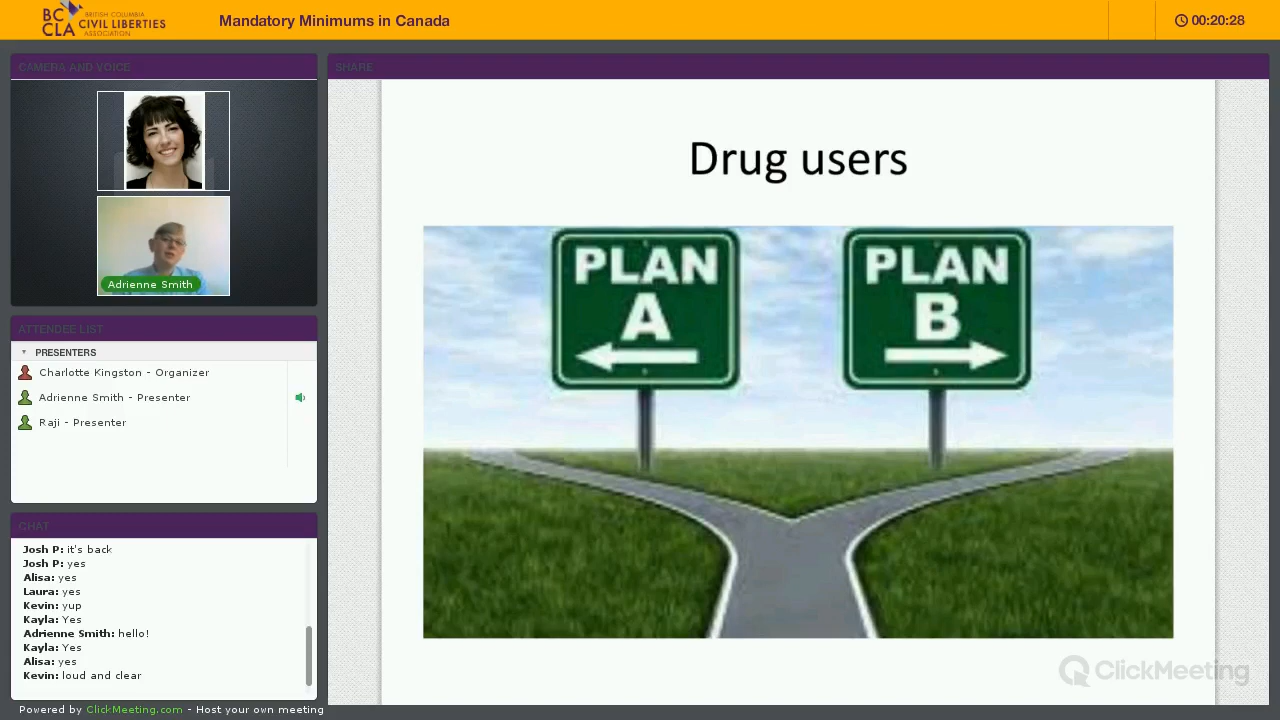 BC
CLA
BRITISH COLUMBIA
CIVIL LIBERTIES
ASSOCIATION
Mandatory Minimums in Canada
00:20:28
CAMERA AND VOICE
Adrienne Smith
ATTENDEE LIST
PRESENTERS
Charlotte Kingston - Organizer
Adrienne Smith - Presenter
Raji - Presenter
CHAT
Josh P: it's back
Josh P: yes
Alisa: yes
Laura: yes
Kevin: yup
Kayla: Yes
Adrienne Smith: hello!
Kayla: Yes
Alisa: yes
Kevin: loud and clear
Powered by ClickMeeting.com - Host your own meeting
SHARE
Drug users
PLAN
A
PLAN
B
ClickMeeting